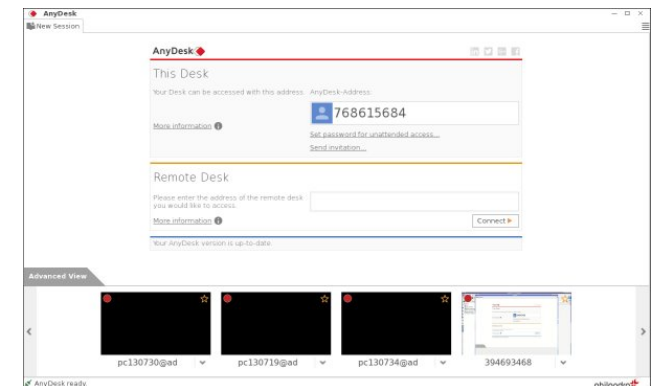 AnyDesk
New Session
AnyDesk
This Desk
Your Desk can be accessed with this address.
AnyDesk-Address:
768615684
More information
Set password for unattended access...
Send invitation...
Remote Desk
Please enter the address of the remote desk
you would like to access.
More information
Connect
Your AnyDesk version is up-to-date.
Advanced View
pc130730@ad
pc130719@ad
pc130734@ad
394693468
AnyDesk ready.
philandro